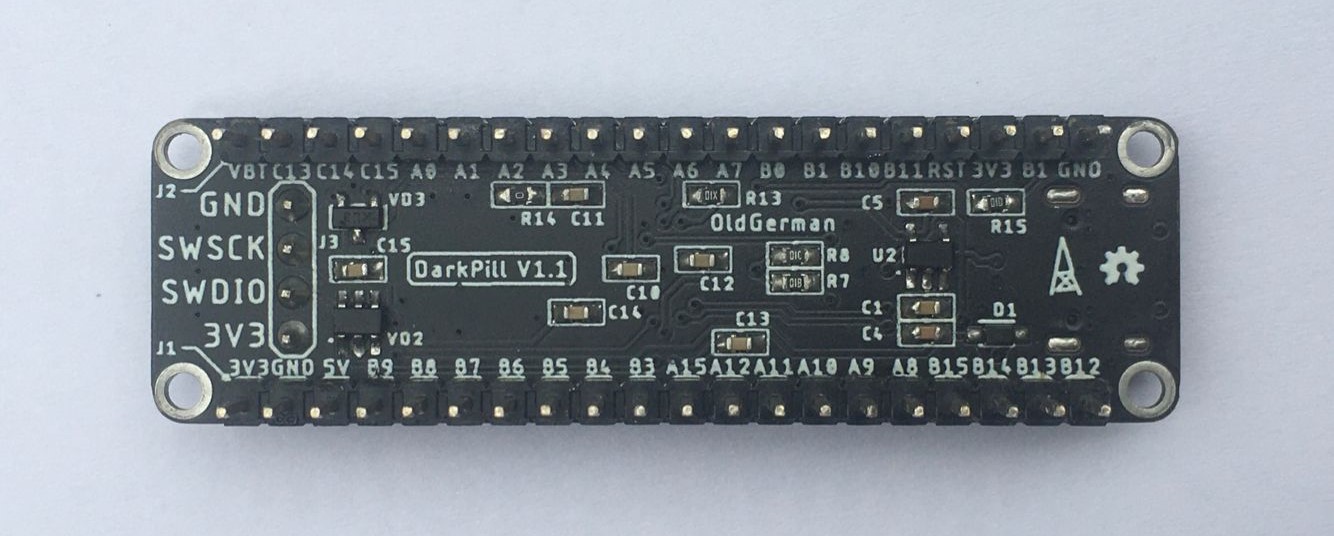 VBT C13 C14 C15 A0 A1 A2 A3 A4 A5 A6 A7 B0 B1 B10 B11 RST 3V3 B1 GND
J2
GND
SWSCK
SWDIO
3V3
J3
J1
VD3
C15
VD2
R14
C11
DarkPill V1.1
R13
OldGerman
C10
C12
C14
C13
R8
R7
C5
U2
C1
C4
R15
D1
3V3 GND 5V B9 B8 B7 B6 B5 B4 B3 A15 A12 A11 A10 A9 A8 B15 B14 B13 B12